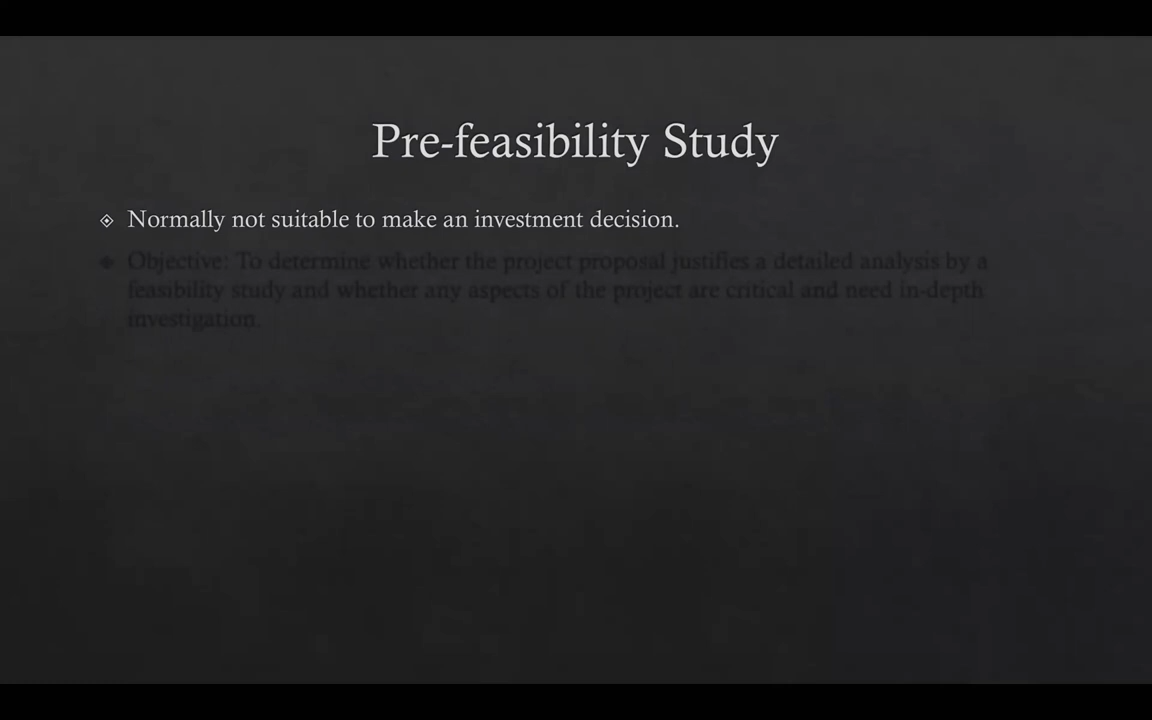 Pre-feasibility Study
Normally not suitable to make an investment decision.
Objective: To determine whether the project proposal justifies a detailed analysis by a
feasibility study and whether any aspects of the project are critical and need in-depth
investigation.